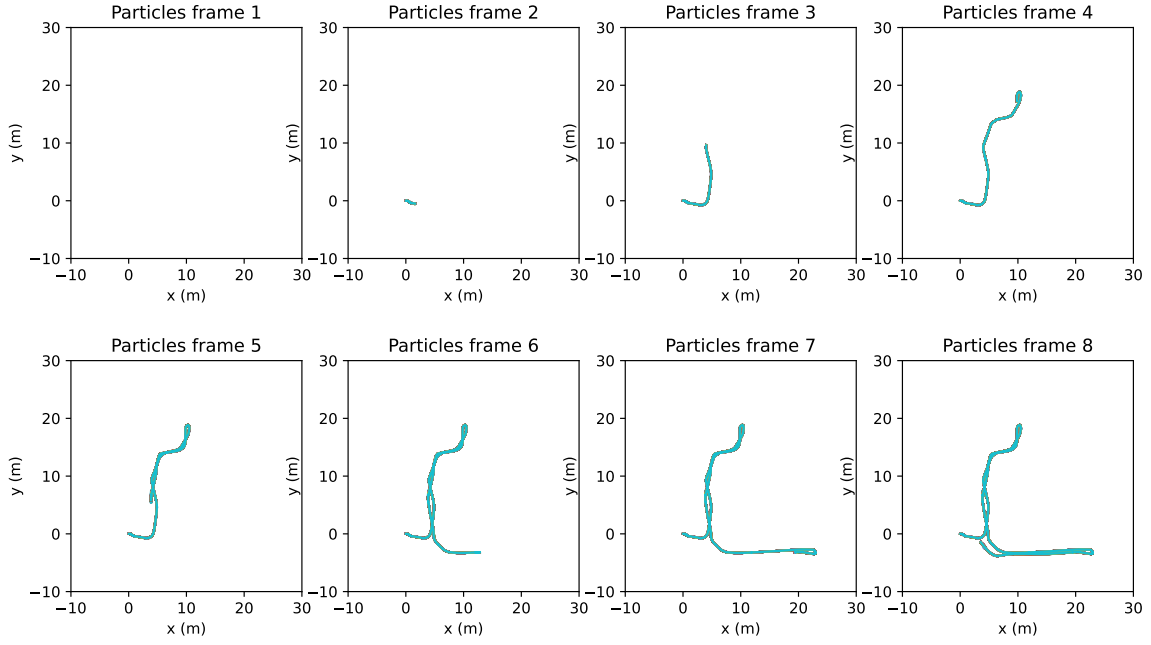 Particles frame 1 Particles frame 2 Particles frame 3 Particles frame 4
30 30 30 30
20 20 20 20
10 10 10 10
0 0 0 0
−10 −10 −10 −10
y (m) y (m) y (m) y (m)
−10 0 10 20 30 −10 0 10 20 30 −10 0 10 20 30 −10 0 10 20 30
x (m) x (m) x (m) x (m)
Particles frame 5 Particles frame 6 Particles frame 7 Particles frame 8
30 30 30 30
20 20 20 20
10 10 10 10
0 0 0 0
−10 −10 −10 −10
y (m) y (m) y (m) y (m)
−10 0 10 20 30 −10 0 10 20 30 −10 0 10 20 30 −10 0 10 20 30
x (m) x (m) x (m) x (m)